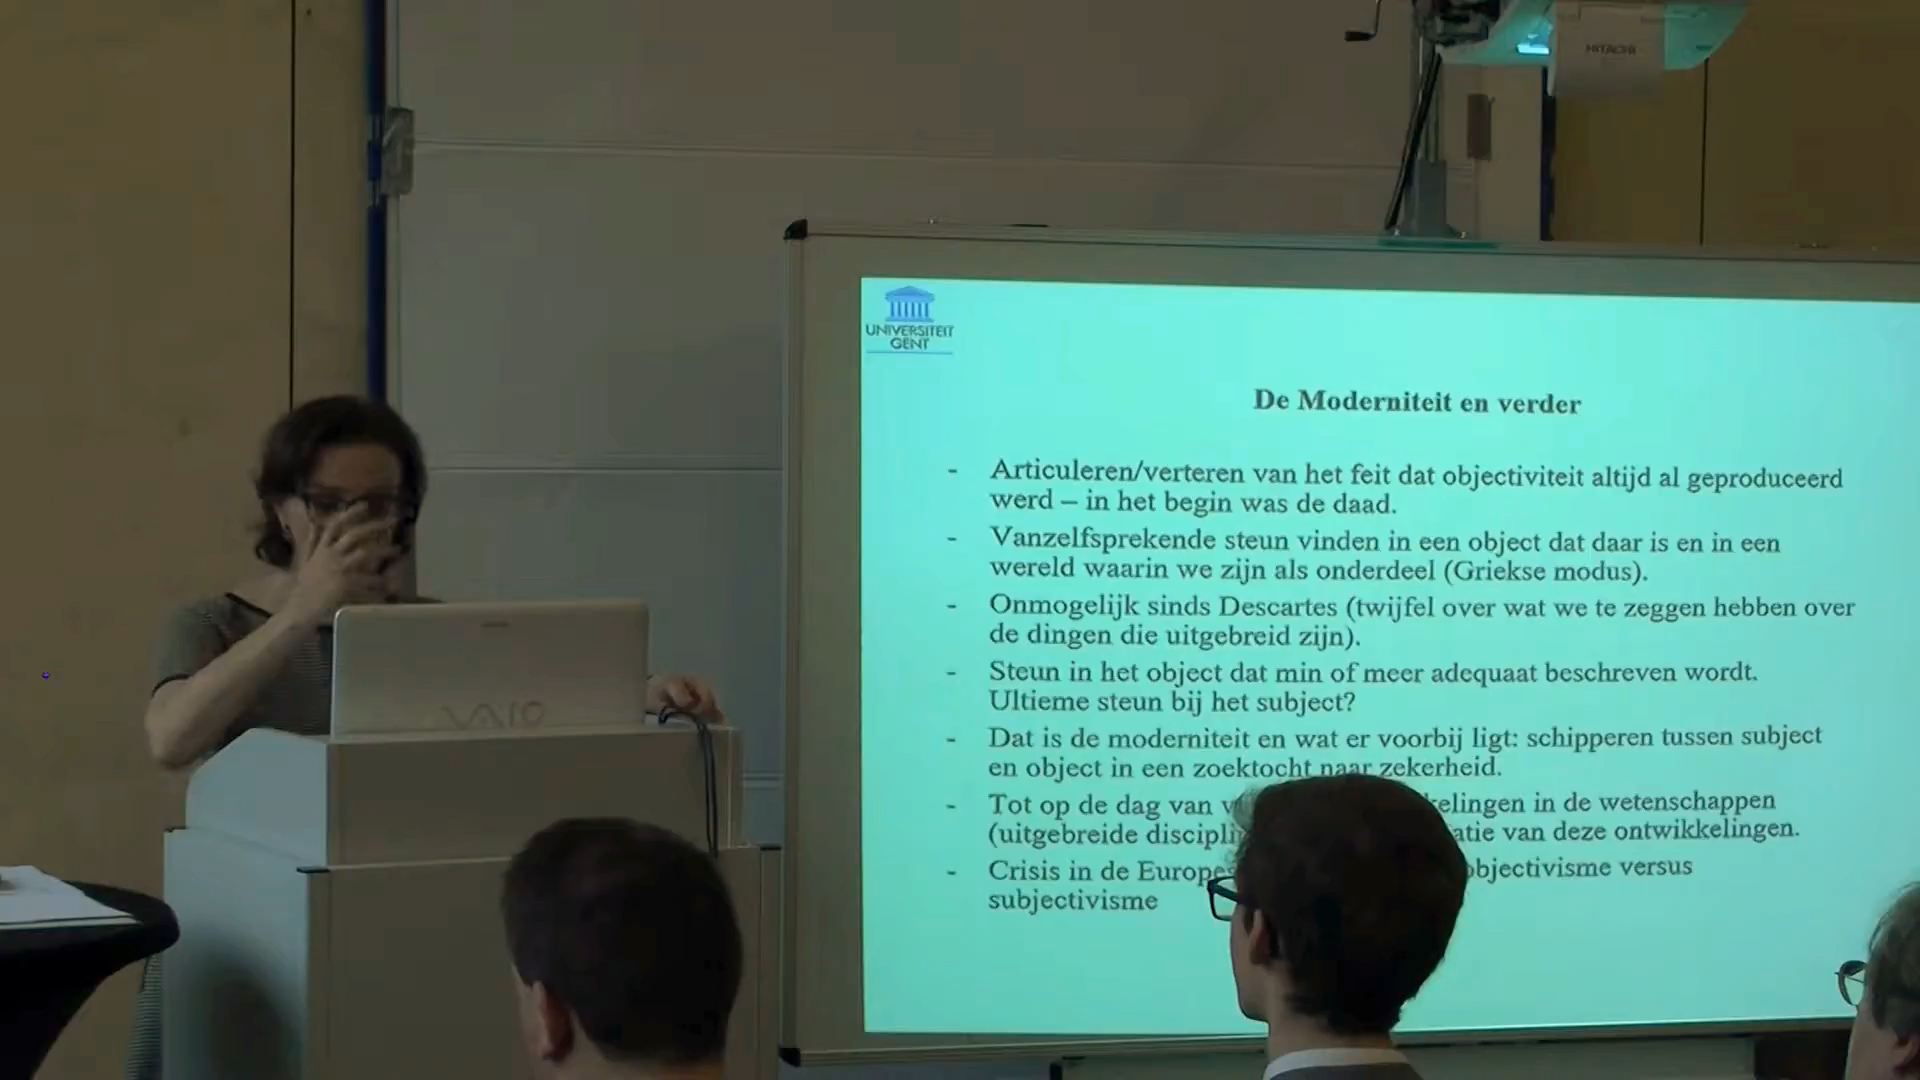 HITACHI
UNIVERSITEIT
GENT
De Moderniteit en verder
- Articuleren/verteren van het feit dat objectiviteit altijd al geproduceerd
werd – in het begin was de daad.
- Vanzelfsprekende steun vinden in een object dat daar is en in een
wereld waarin we zijn als onderdeel (Griekse modus).
- Onmogelijk sinds Descartes (twijfel over wat we te zeggen hebben over
de dingen die uitgebreid zijn).
- Steun in het object dat min of meer adequaat beschreven wordt.
Ultieme steun bij het subject?
- Dat is de moderniteit en wat er voorbij ligt: schipperen tussen subject
en object in een zoektocht naar zekerheid.
- Tot op de dag van in de wetenschappen
(uitgebreide van deze ontwikkelingen.
- Crisis in de objectivisme versus
subjectivisme
VAIO